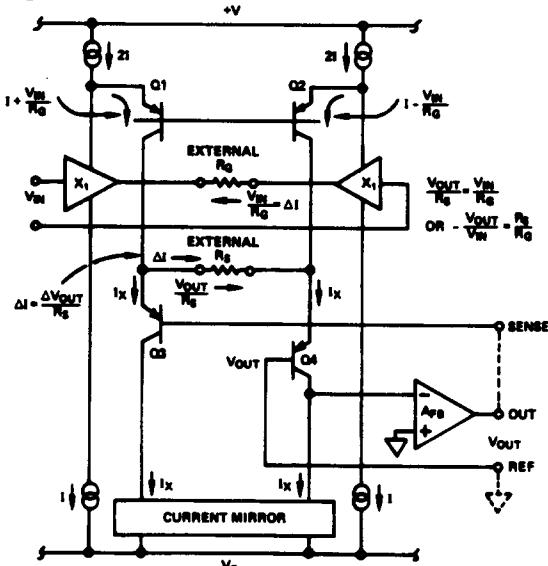 +V
2I
2I
Q1
Q2
I + VIN/RG
I - VIN/RG
EXTERNAL
RG
X1
X1
VIN
VIN/RG = ΔI
VOUT/RS = VIN/RG
OR - VOUT/VIN = RS/RG
EXTERNAL
RS
ΔI
VOUT/RS
ΔI = ΔVOUT/RS
IX
IX
SENSE
Q3
VOUT
Q4
-
AFB
+
OUT
VOUT
REF
IX
IX
I
I
CURRENT MIRROR